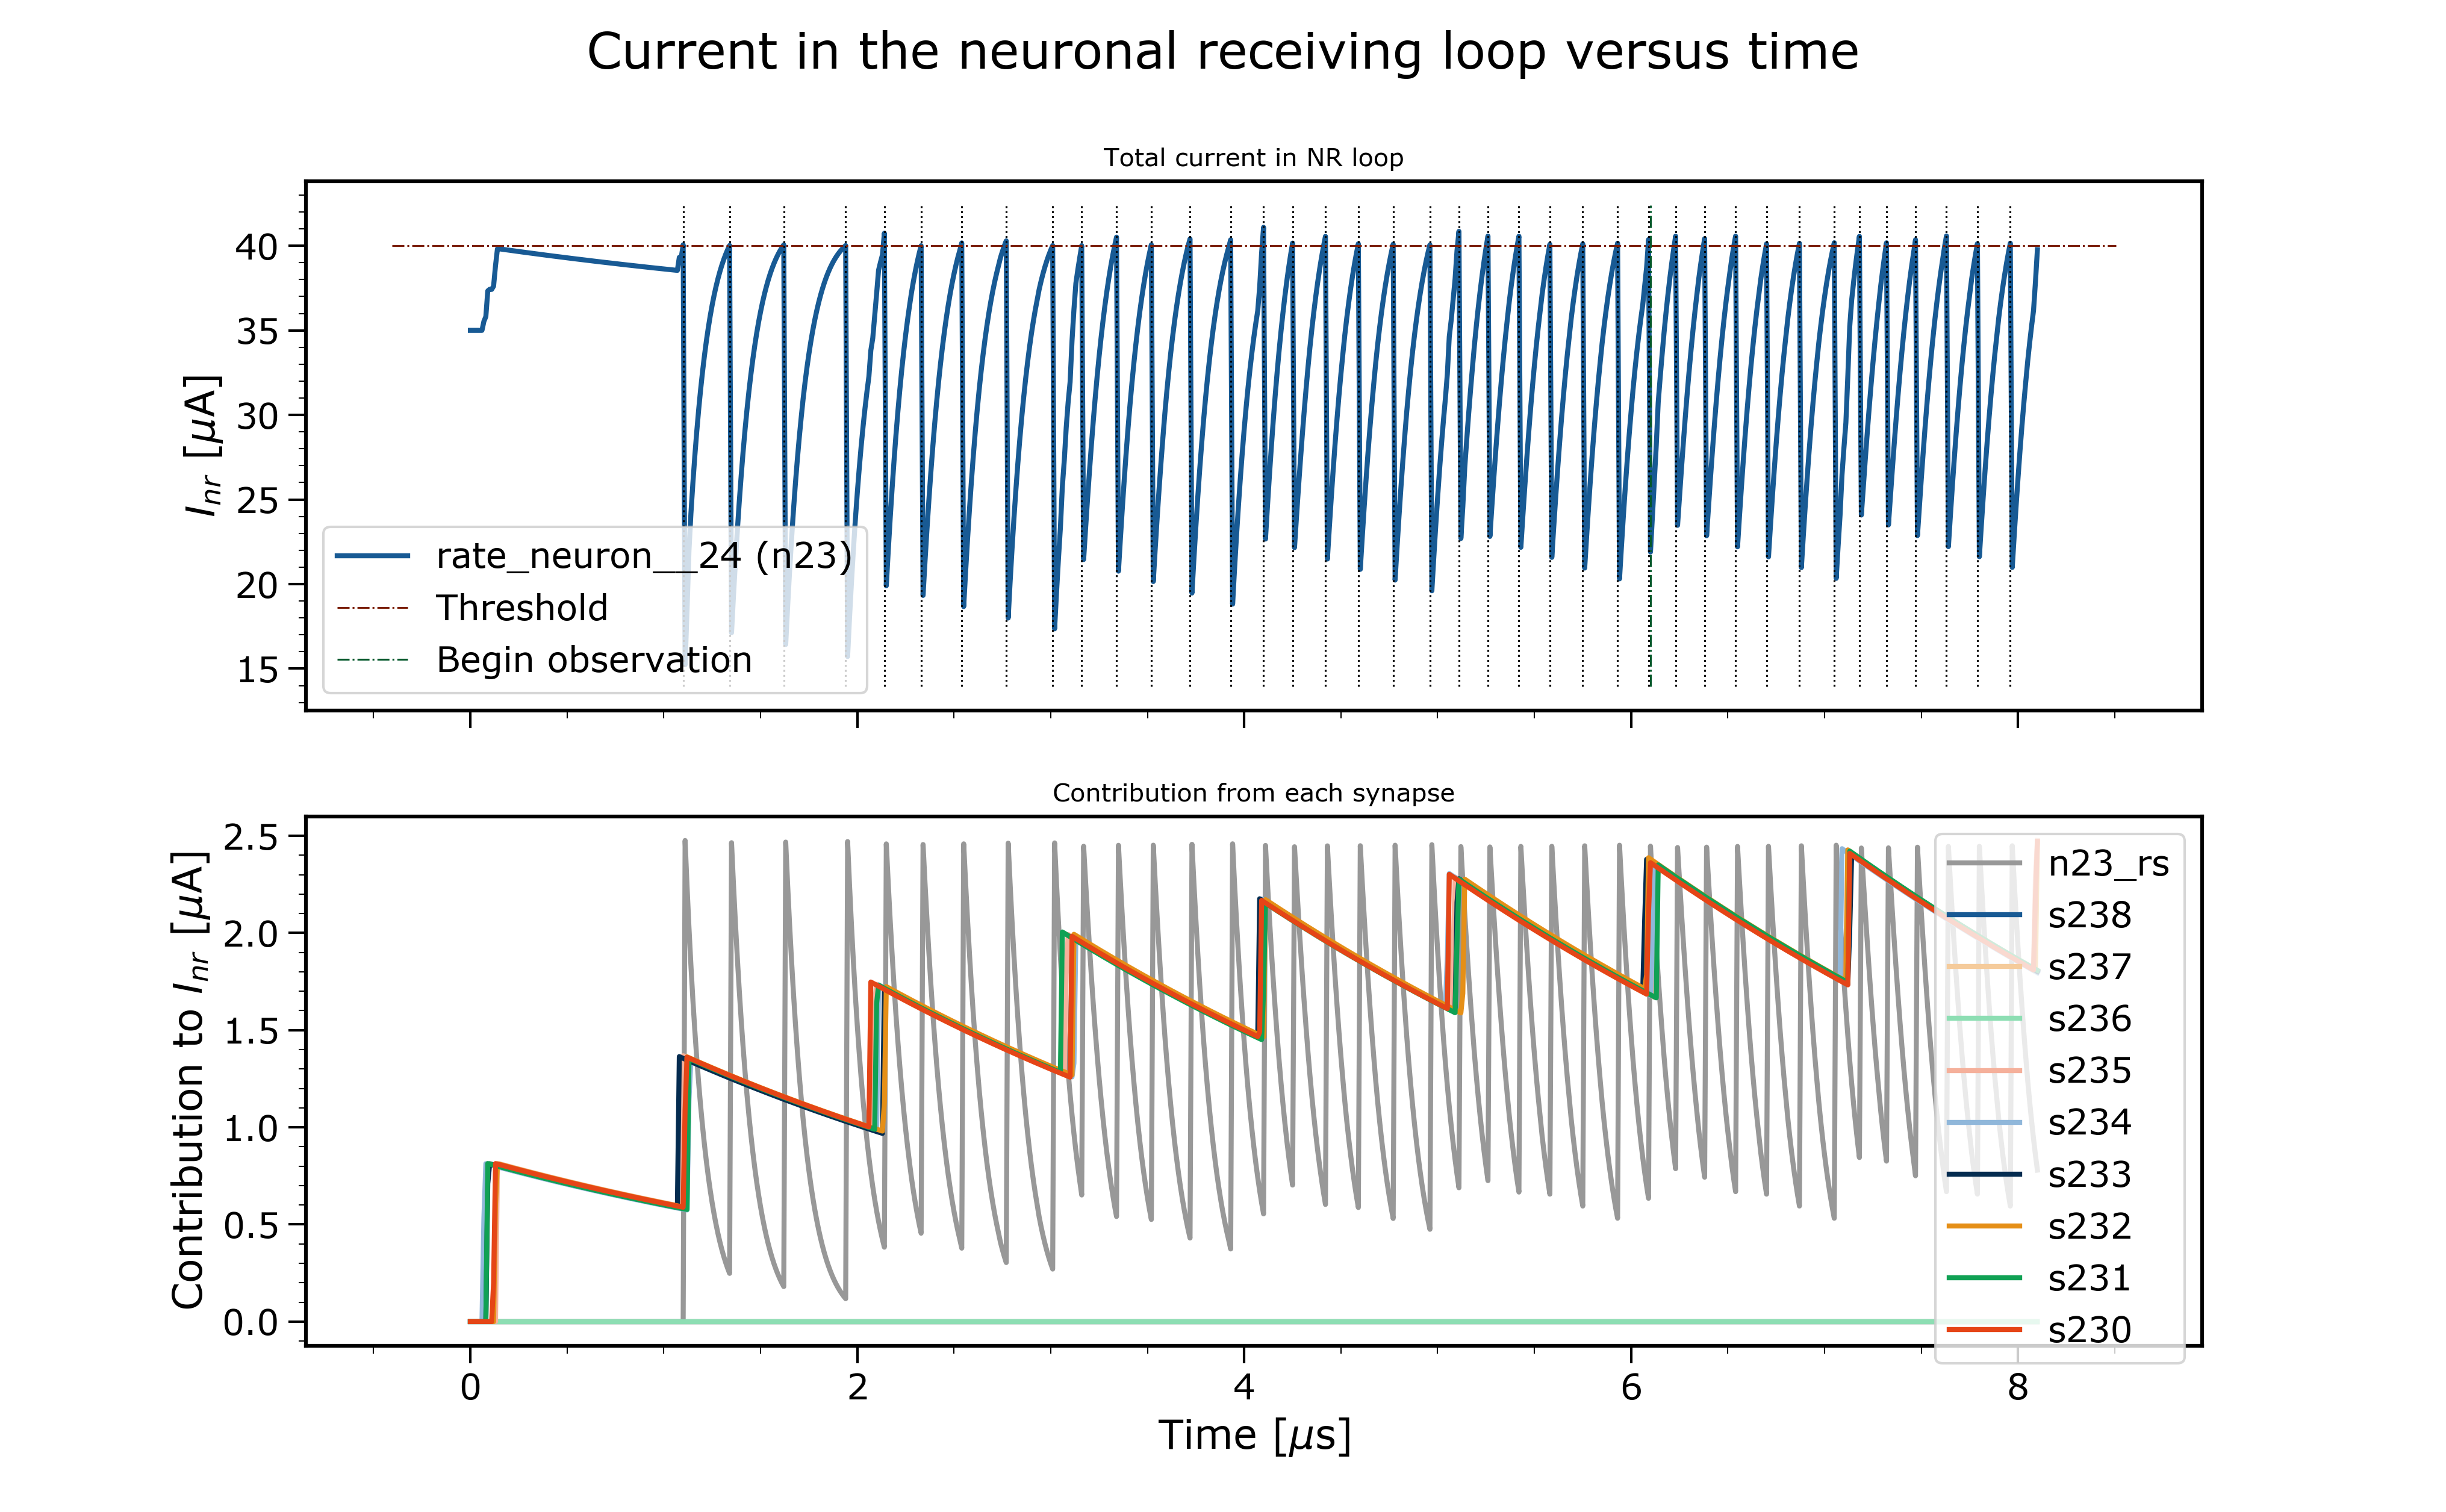 Current in the neuronal receiving loop versus time
Total current in NR loop
40
35
30
25
20
15
I_nr [μA]
rate_neuron__24 (n23)
Threshold
Begin observation
Contribution from each synapse
2.5
2.0
1.5
1.0
0.5
0.0
Contribution to I_nr [μA]
n23_rs
s238
s237
s236
s235
s234
s233
s232
s231
s230
0 2 4 6 8
Time [μs]